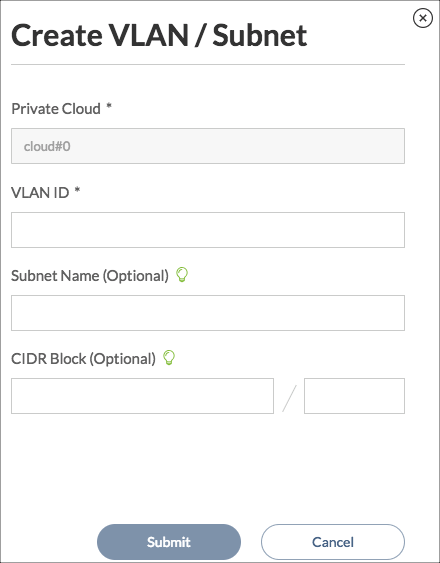 Create VLAN / Subnet
Private Cloud *
cloud#0
VLAN ID *
Subnet Name (Optional)
CIDR Block (Optional)
/
Submit
Cancel